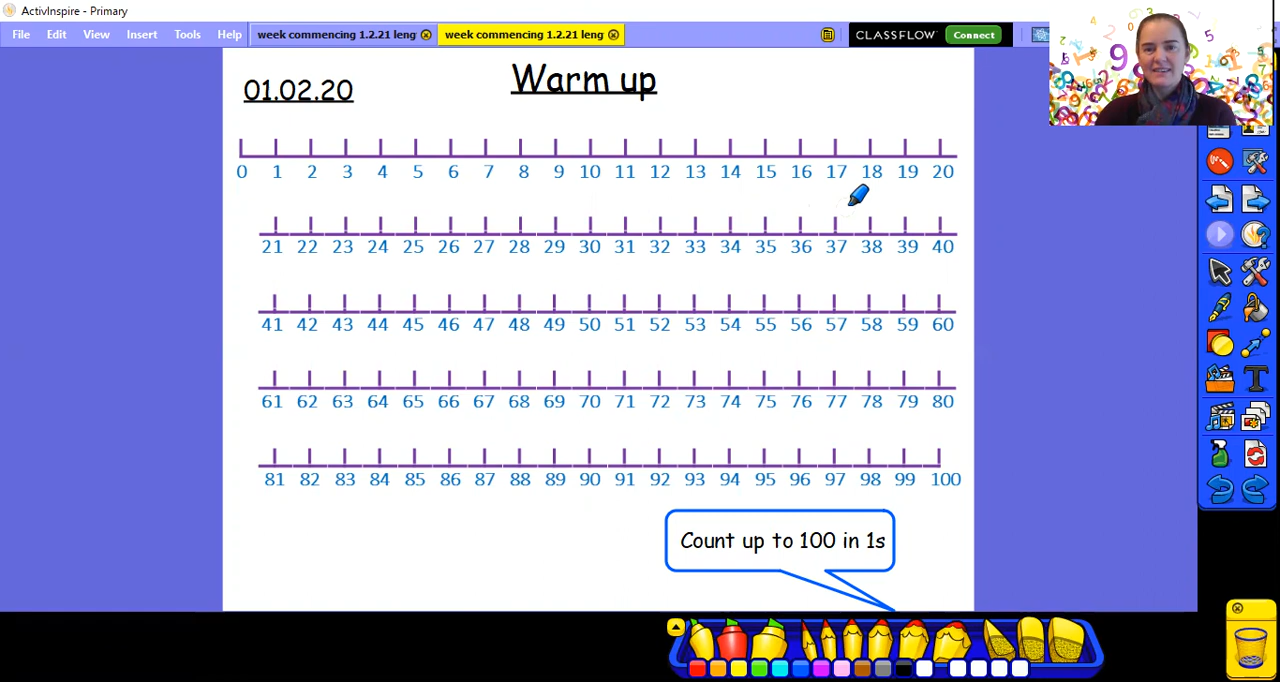 ActivInspire - Primary
File Edit View Insert Tools Help week commencing 1.2.21 leng week commencing 1.2.21 leng CLASSFLOW Connect
01.02.20 Warm up
0 1 2 3 4 5 6 7 8 9 10 11 12 13 14 15 16 17 18 19 20
21 22 23 24 25 26 27 28 29 30 31 32 33 34 35 36 37 38 39 40
41 42 43 44 45 46 47 48 49 50 51 52 53 54 55 56 57 58 59 60
61 62 63 64 65 66 67 68 69 70 71 72 73 74 75 76 77 78 79 80
81 82 83 84 85 86 87 88 89 90 91 92 93 94 95 96 97 98 99 100
Count up to 100 in 1s